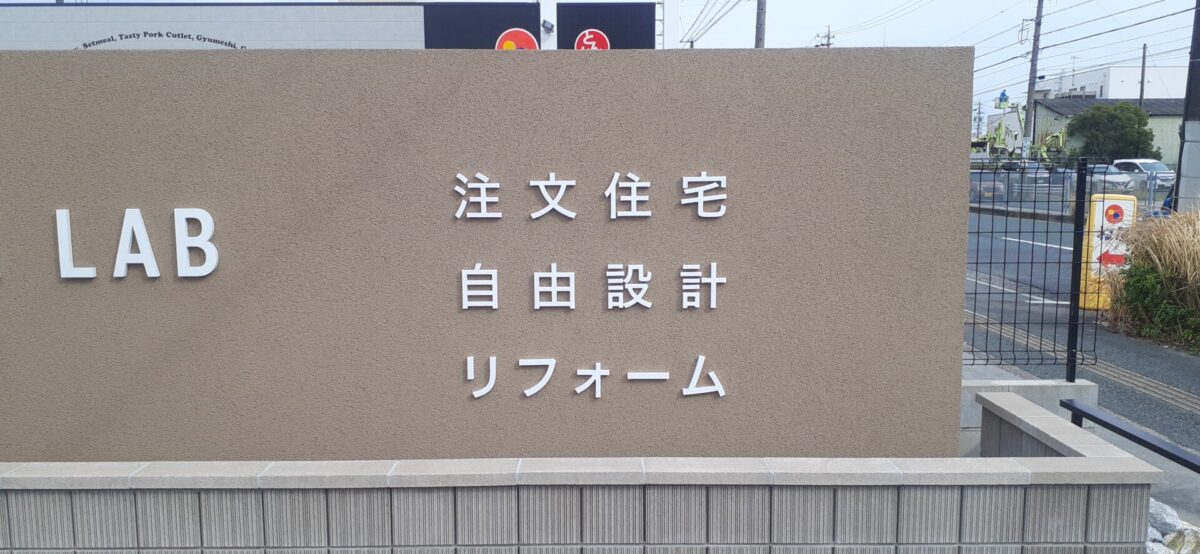 Setmeal, Tasty Pork Cutlet, Gyumeshi,
LAB
注文住宅
自由設計
リフォーム